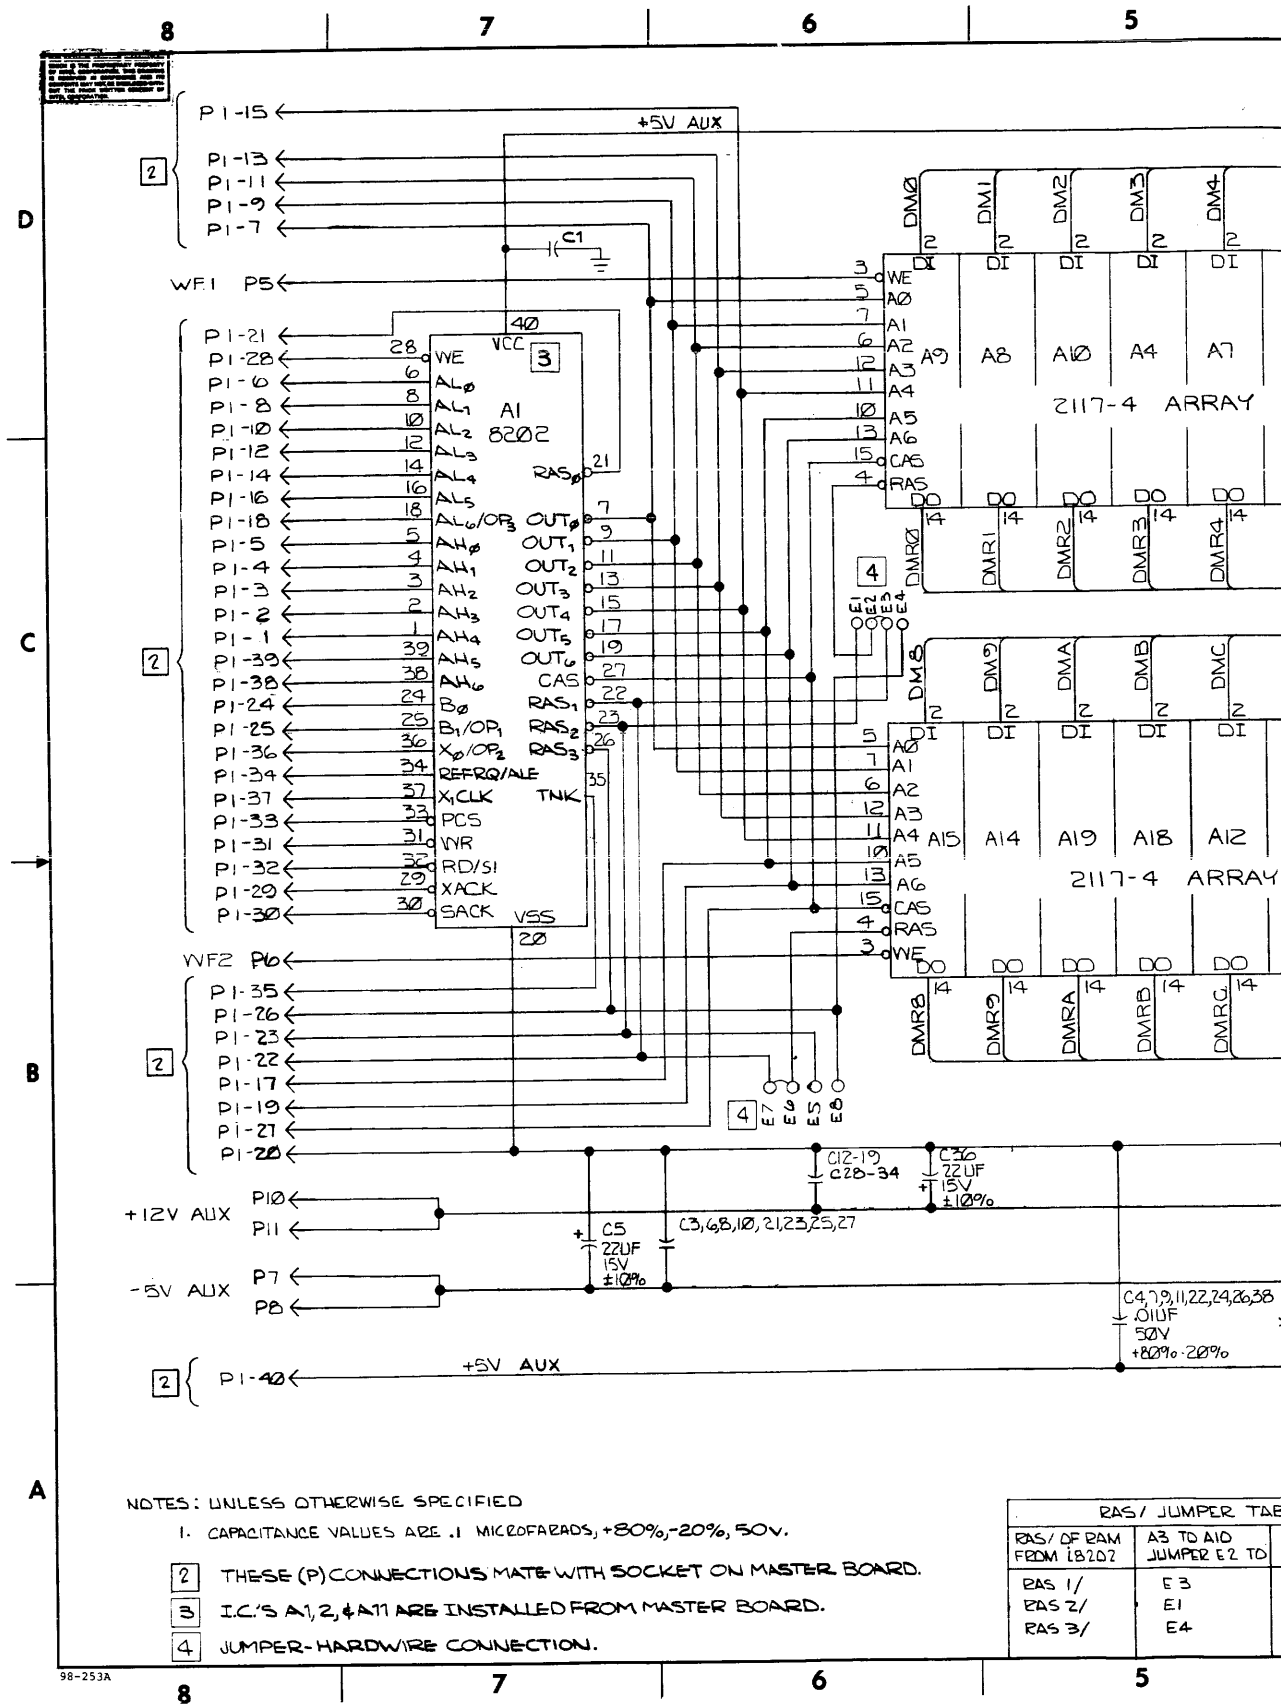 8 7 6 5
P1-15
+5V AUX
P1-13
2
P1-11
P1-9
P1-7
D
C1
WF1 P5
DMØ DM1 DM2 DM3 DM4
2 2 2 2 2
DI DI DI DI DI
3 WE
5 AØ
7 A1
6 A2
12 A3
11 A4
10 A5
13 A6
15 CAS
4 RAS
A9 A8 A1Ø A4 A7
2117-4 ARRAY
DO DO DO DO DO
14 14 14 14 14
DMRØ DMR1 DMR2 DMR3 DMR4
4
E1 E2 E3 E4
P1-21
P1-28 28 WE
P1-6 6 ALØ
P1-8 8 AL1
P1-10 10 AL2
P1-12 12 AL3
P1-14 14 AL4
P1-16 16 AL5
P1-18 18 AL6/OP3
P1-5 5 AHØ
P1-4 4 AH1
P1-3 3 AH2
P1-2 2 AH3
P1-1 1 AH4
P1-39 39 AH5
P1-38 38 AH6
P1-24 24 BØ
P1-25 25 B1/OP1
P1-36 36 XØ/OP2
P1-34 34 REFRQ/ALE
P1-37 37 X1CLK
P1-33 33 PCS
P1-31 31 WR
P1-32 32 RD/S1
P1-29 29 XACK
P1-30 30 SACK
2
C
4Ø
VCC
3
A1
82Ø2
RASØ 21
OUTØ 7
OUT1 9
OUT2 11
OUT3 13
OUT4 15
OUT5 17
OUT6 19
CAS 27
RAS1 22
RAS2 23
RAS3 26
TNK 35
VSS
2Ø
DM8 DM9 DMA DMB DMC
2 2 2 2 2
DI DI DI DI DI
5 AØ
7 A1
6 A2
12 A3
11 A4
10 A5
13 A6
15 CAS
4 RAS
3 WE
A15 A14 A19 A18 A12
2117-4 ARRAY
DO DO DO DO DO
14 14 14 14 14
DMR8 DMR9 DMRA DMRB DMRC
WF2 P6
P1-35
P1-26
P1-23
P1-22
P1-17
P1-19
P1-27
P1-20
2
B
4
E7 E6 E5 E8
C12-19
C28-34
C36
22UF
15V
±1Ø%
+
+12V AUX
P1Ø
P11
C5
22UF
15V
±1Ø%
+
C3,6,8,1Ø,21,23,25,27
-5V AUX
P7
P8
C4,7,9,11,22,24,26,38
.Ø1UF
5ØV
+8Ø%-2Ø%
2
P1-40
+5V AUX
A
NOTES: UNLESS OTHERWISE SPECIFIED
1. CAPACITANCE VALUES ARE .1 MICROFARADS, +80%,-20%, 50V.
2 THESE (P) CONNECTIONS MATE WITH SOCKET ON MASTER BOARD.
3 I.C.'S A1, 2, & A11 ARE INSTALLED FROM MASTER BOARD.
4 JUMPER-HARDWIRE CONNECTION.
RAS/ JUMPER TAB
RAS/ OF RAM FROM i8202
A3 TO A10 JUMPER E2 TO
RAS 1/ E3
RAS 2/ E1
RAS 3/ E4
98-253A
8 7 6 5